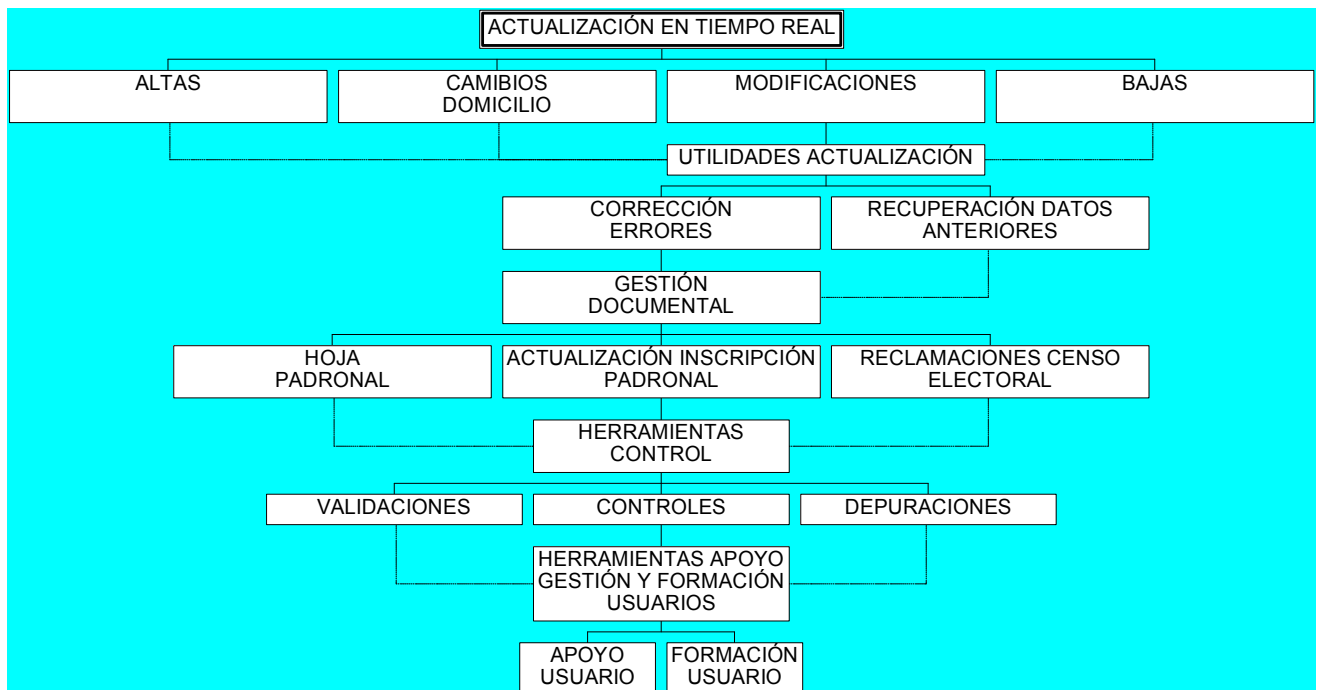 ACTUALIZACIÓN EN TIEMPO REAL
ALTAS
CAMBIOS
DOMICILIO
MODIFICACIONES
BAJAS
UTILIDADES ACTUALIZACIÓN
CORRECCIÓN
ERRORES
RECUPERACIÓN DATOS
ANTERIORES
GESTIÓN
DOCUMENTAL
HOJA
PADRONAL
ACTUALIZACIÓN INSCRIPCIÓN
PADRONAL
RECLAMACIONES CENSO
ELECTORAL
HERRAMIENTAS
CONTROL
VALIDACIONES
CONTROLES
DEPURACIONES
HERRAMIENTAS APOYO
GESTIÓN Y FORMACIÓN
USUARIOS
APOYO
USUARIO
FORMACIÓN
USUARIO